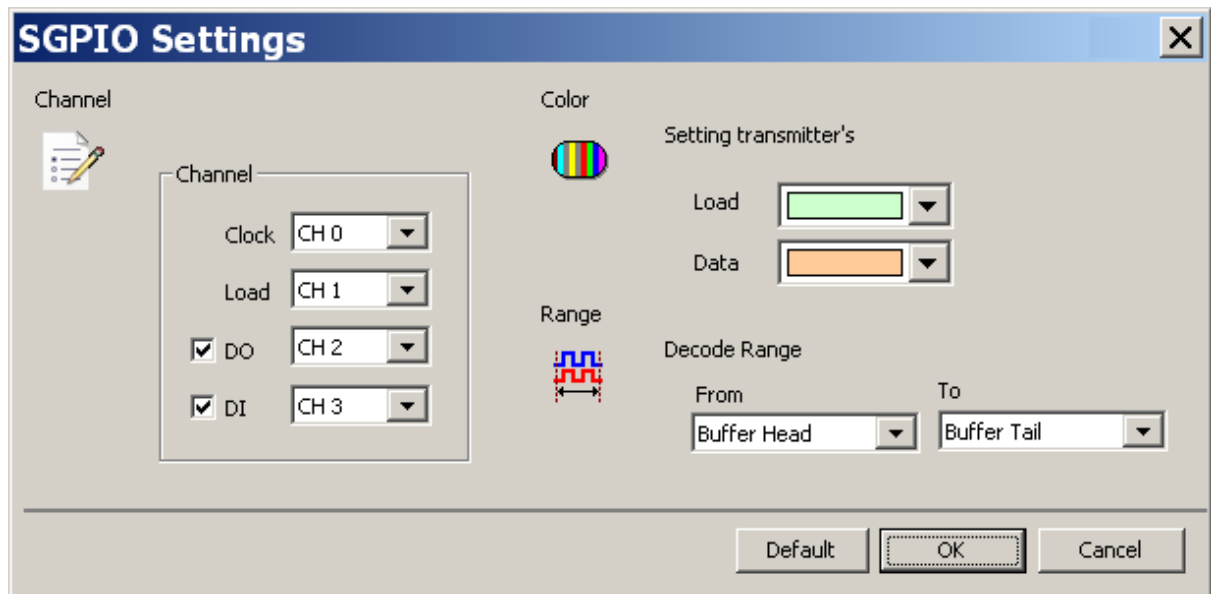 SGPIO Settings
Channel
Channel
Clock CH 0
Load CH 1
DO CH 2
DI CH 3
Color
Setting transmitter's
Load
Data
Range
Decode Range
From To
Buffer Head Buffer Tail
Default OK Cancel